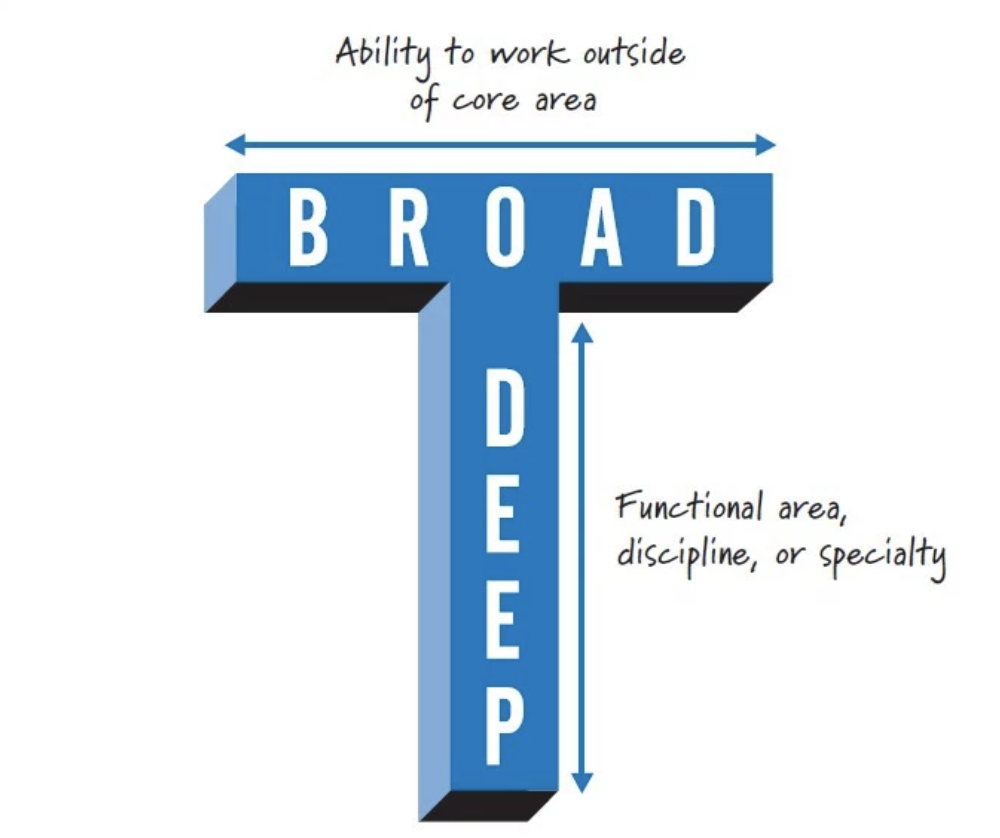 Ability to work outside
of core area
BROAD
DEEP
Functional area,
discipline, or specialty